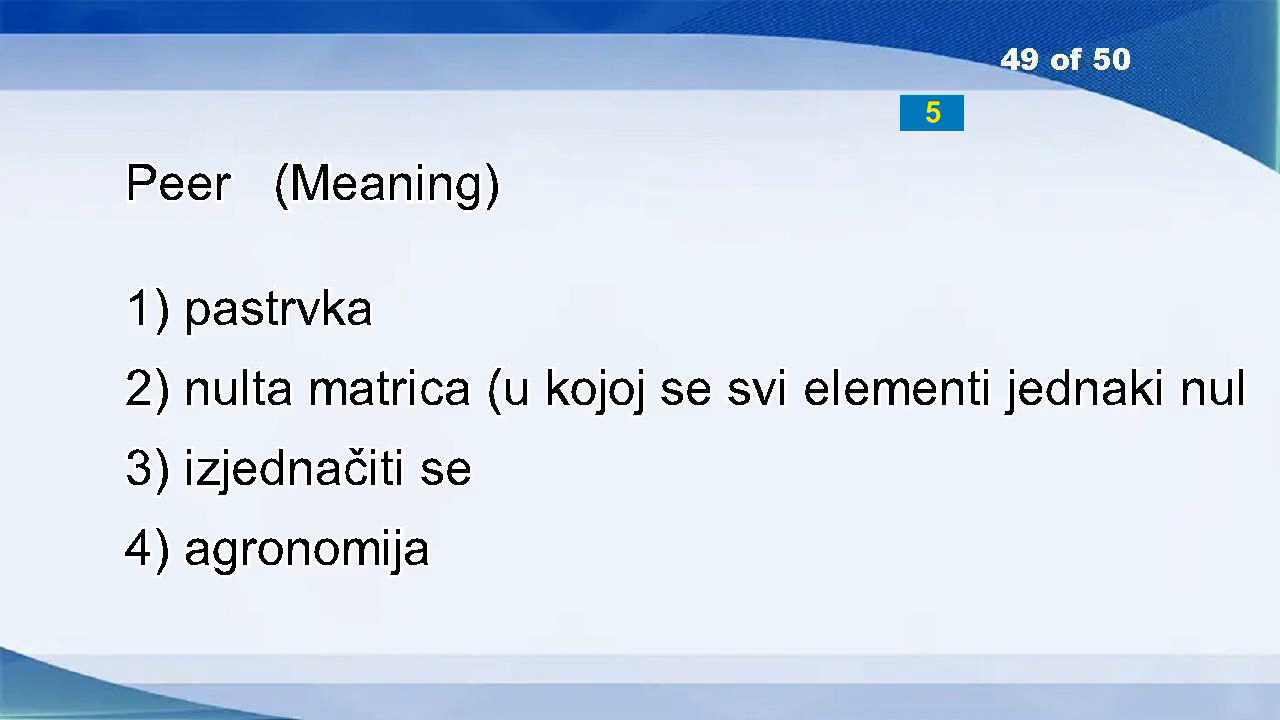 49 of 50
5
Peer (Meaning)
1) pastrvka
2) nulta matrica (u kojoj se svi elementi jednaki nul
3) izjednačiti se
4) agronomija